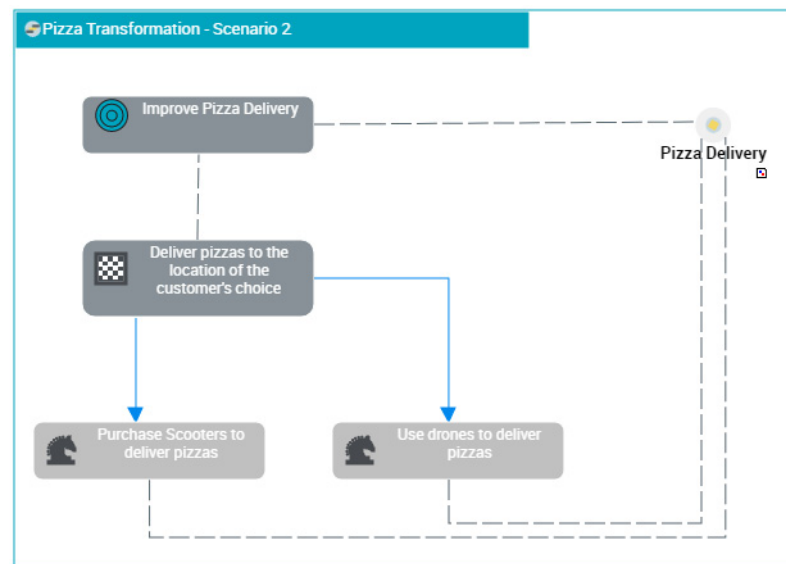 Pizza Transformation - Scenario 2
Improve Pizza Delivery
Pizza Delivery
Deliver pizzas to the
location of the
customer's choice
Purchase Scooters to
deliver pizzas
Use drones to deliver
pizzas